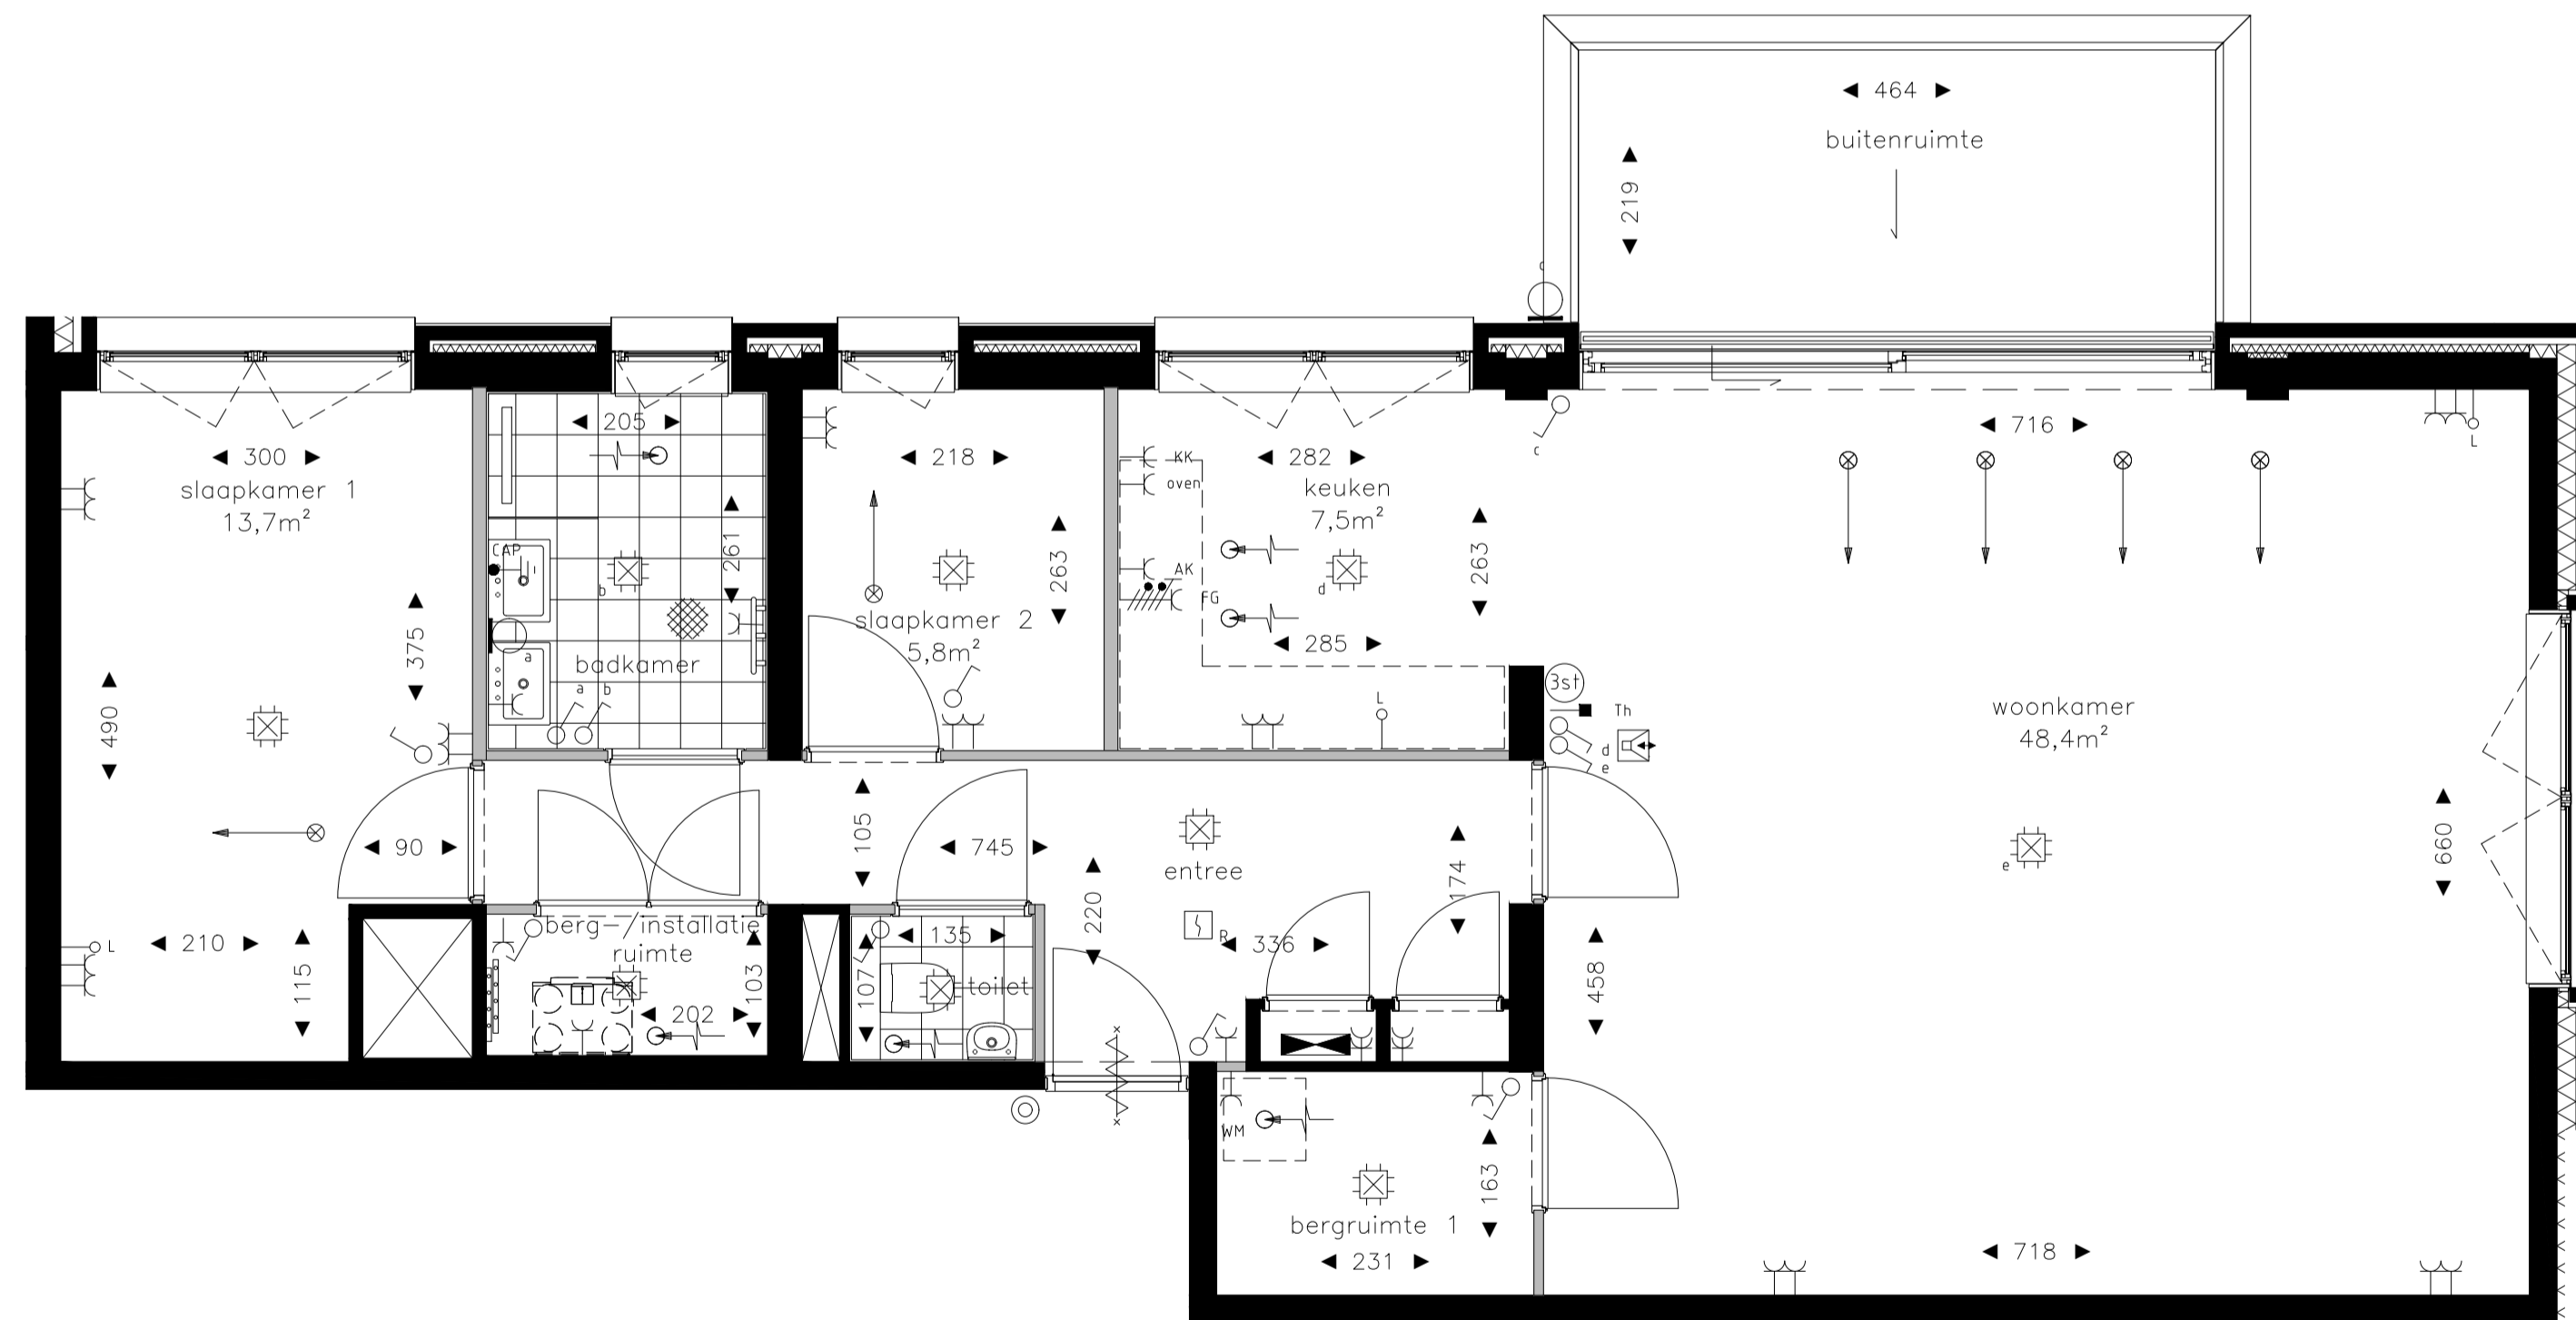 464
buitenruimte
219
c
205
716
300
218
282
KK
slaapkamer 1
13,7m²
oven
keuken
7,5m²
c
L
CAP
261
b
263
AK
FG
d
263
slaapkamer 2
5,8m²
285
375
a
badkamer
a b
490
L
3st
Th
d
e
woonkamer
48,4m²
90
105
745
entree
220
174
e
660
L
210
115
berg-/installatie
ruimte
202
103
135
107
toilet
R
336
458
WM
163
bergruimte 1
231
718